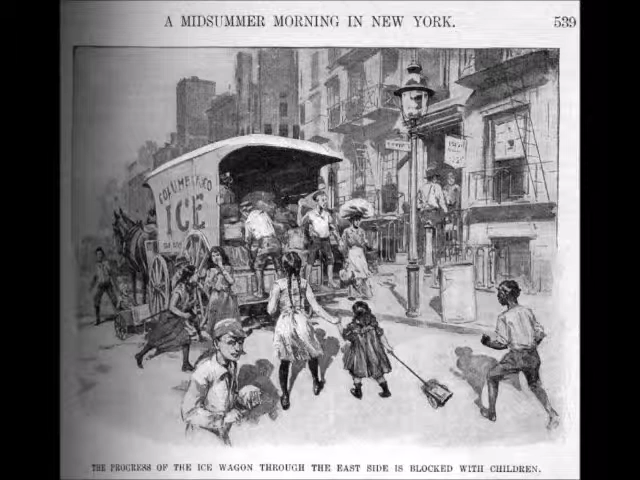 A MIDSUMMER MORNING IN NEW YORK.
539
ICE
THE PROGRESS OF THE ICE WAGON THROUGH THE EAST SIDE IS BLOCKED WITH CHILDREN.